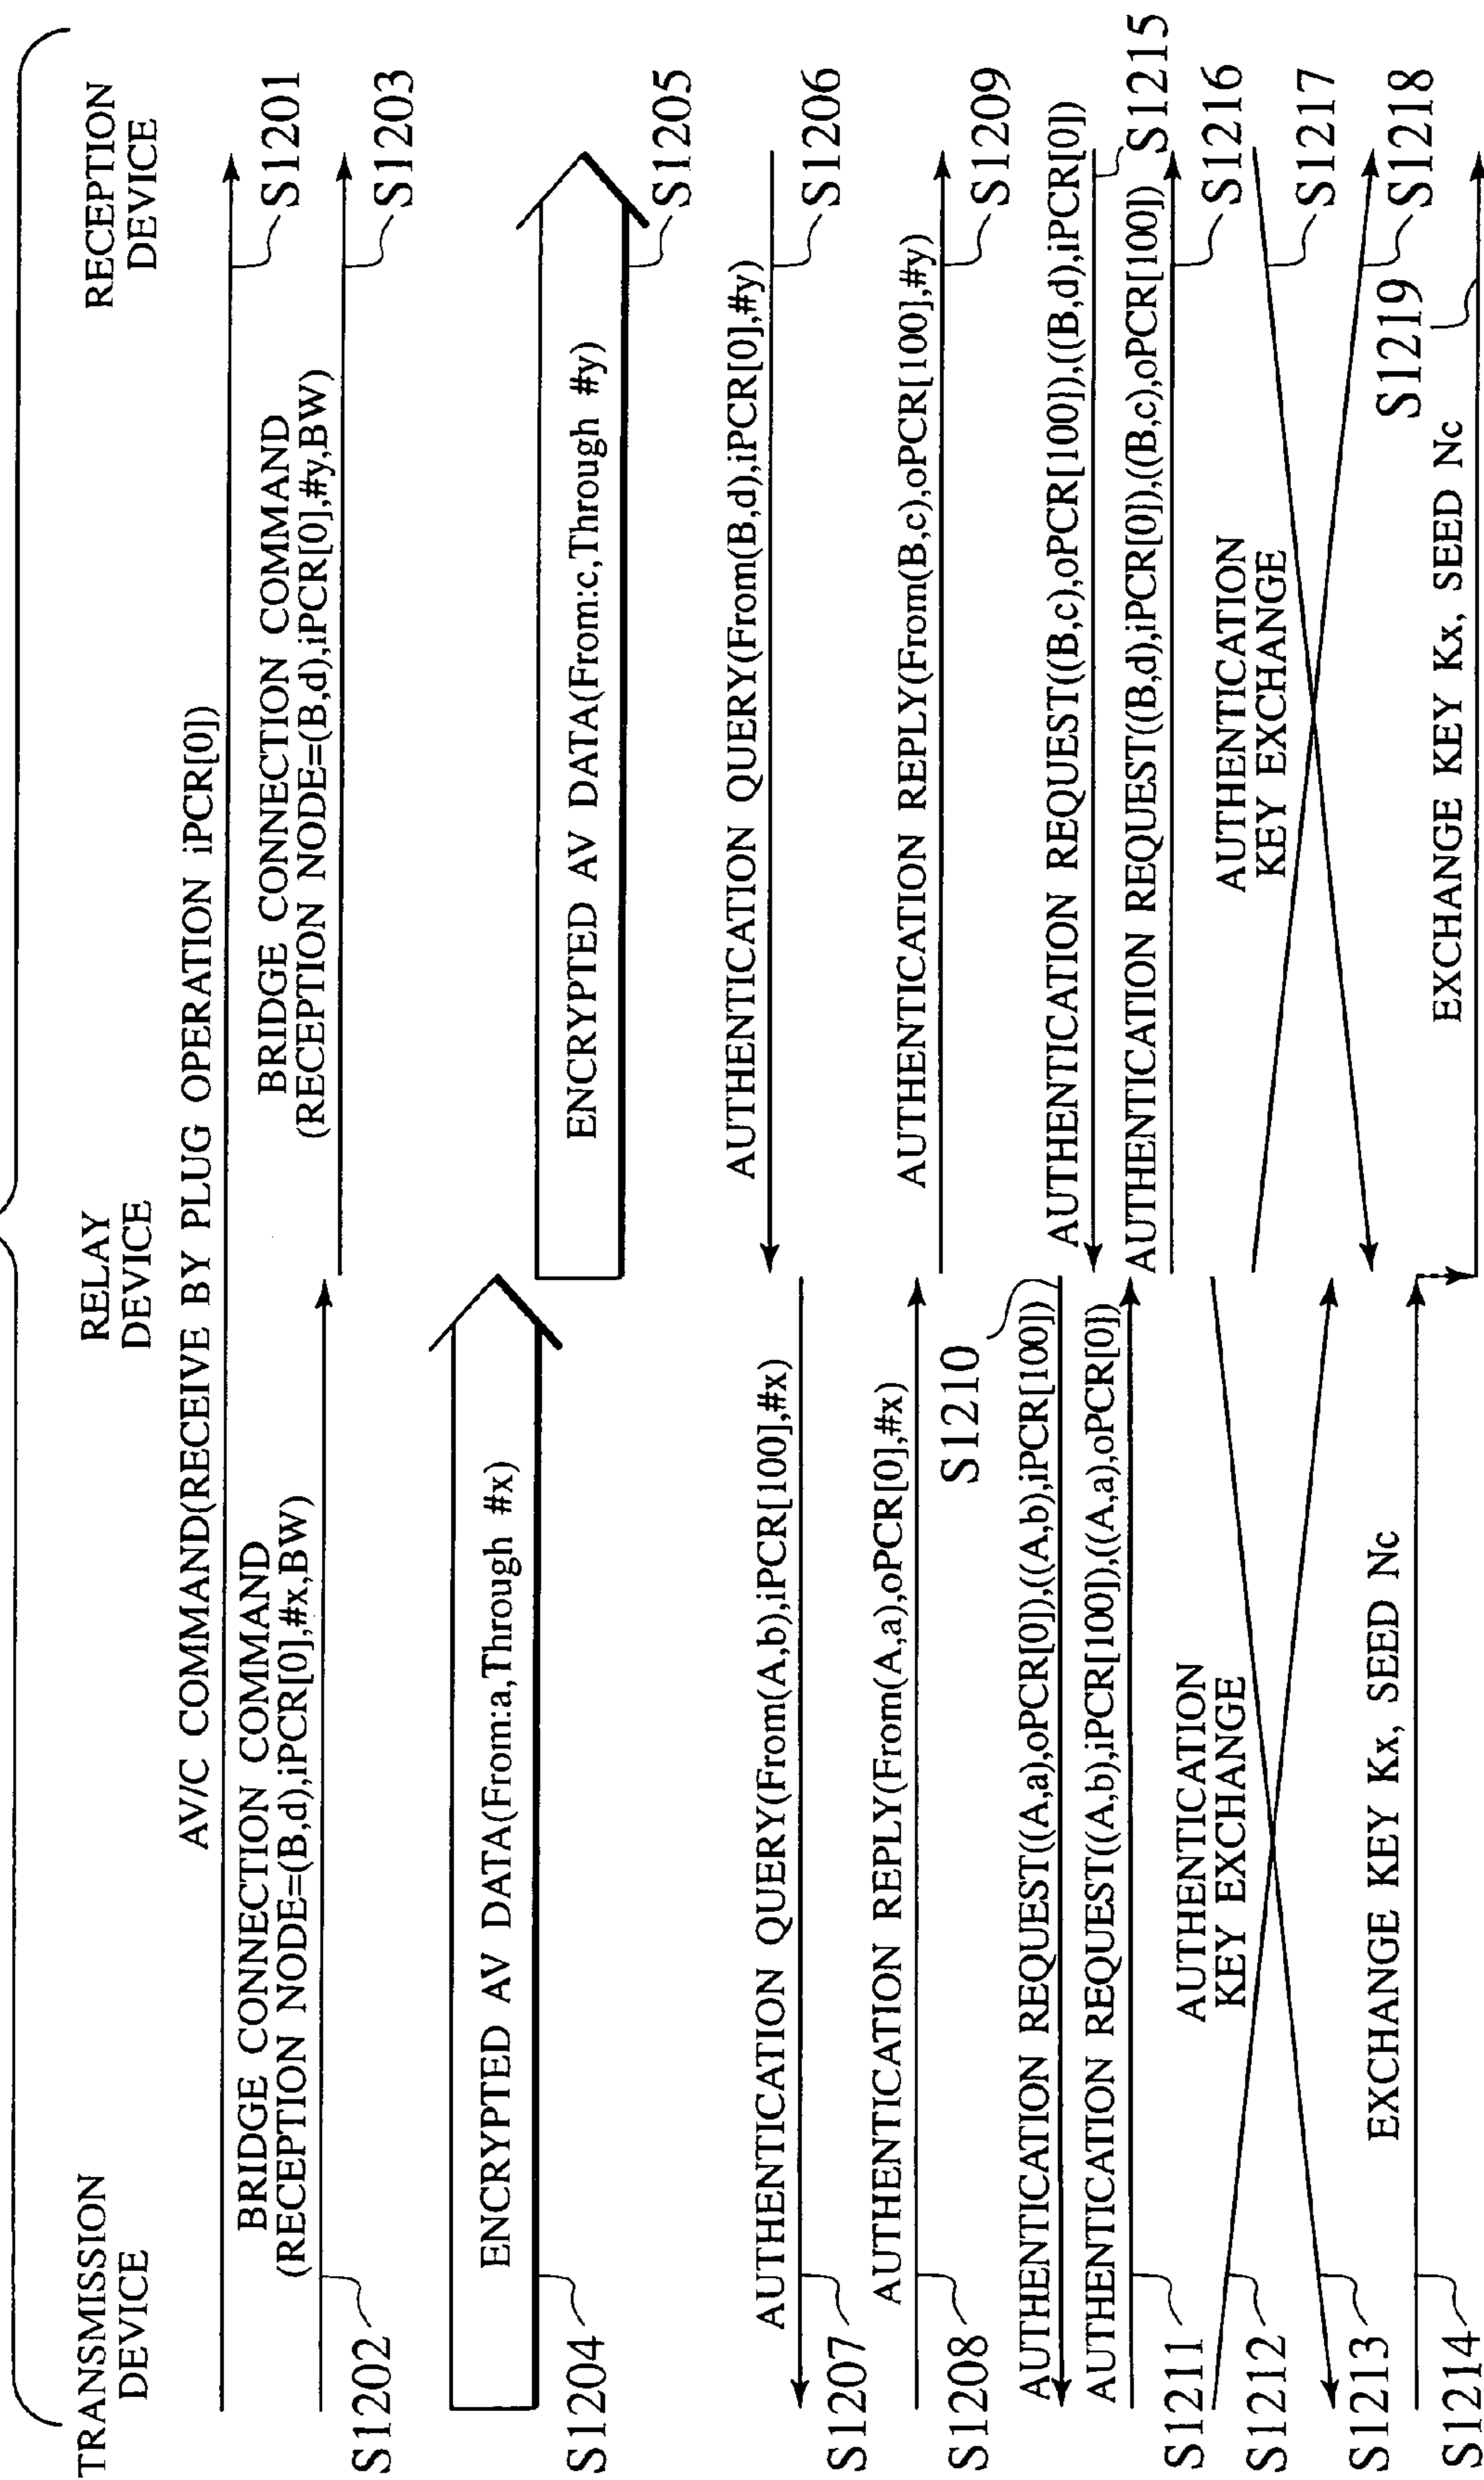 TRANSMISSION
DEVICE
RELAY
DEVICE
RECEPTION
DEVICE
AV/C COMMAND(RECEIVE BY PLUG OPERATION iPCR[0])
S1201
BRIDGE CONNECTION COMMAND
(RECEPTION NODE=(B,d),iPCR[0],#x,BW)
S1202
BRIDGE CONNECTION COMMAND
(RECEPTION NODE=(B,d),iPCR[0],#y,BW)
S1203
ENCRYPTED AV DATA(From:a,Through #x)
S1204
ENCRYPTED AV DATA(From:c,Through #y)
S1205
AUTHENTICATION QUERY(From(B,d),iPCR[0],#y)
S1206
AUTHENTICATION QUERY(From(A,b),iPCR[100],#x)
S1207
AUTHENTICATION REPLY(From(A,a),oPCR[0],#x)
S1208
AUTHENTICATION REPLY(From(B,c),oPCR[100],#y)
S1209
S1210
AUTHENTICATION REQUEST((A,a),oPCR[0]),((A,b),iPCR[100])
AUTHENTICATION REQUEST((A,b),iPCR[100]),((A,a),oPCR[0])
S1211
AUTHENTICATION REQUEST((B,c),oPCR[100]),((B,d),iPCR[0])
S1215
AUTHENTICATION REQUEST((B,d),iPCR[0]),((B,c),oPCR[100])
S1216
AUTHENTICATION
KEY EXCHANGE
S1212
S1213
AUTHENTICATION
KEY EXCHANGE
S1217
S1218
EXCHANGE KEY Kx, SEED Nc
S1214
EXCHANGE KEY Kx, SEED Nc
S1219